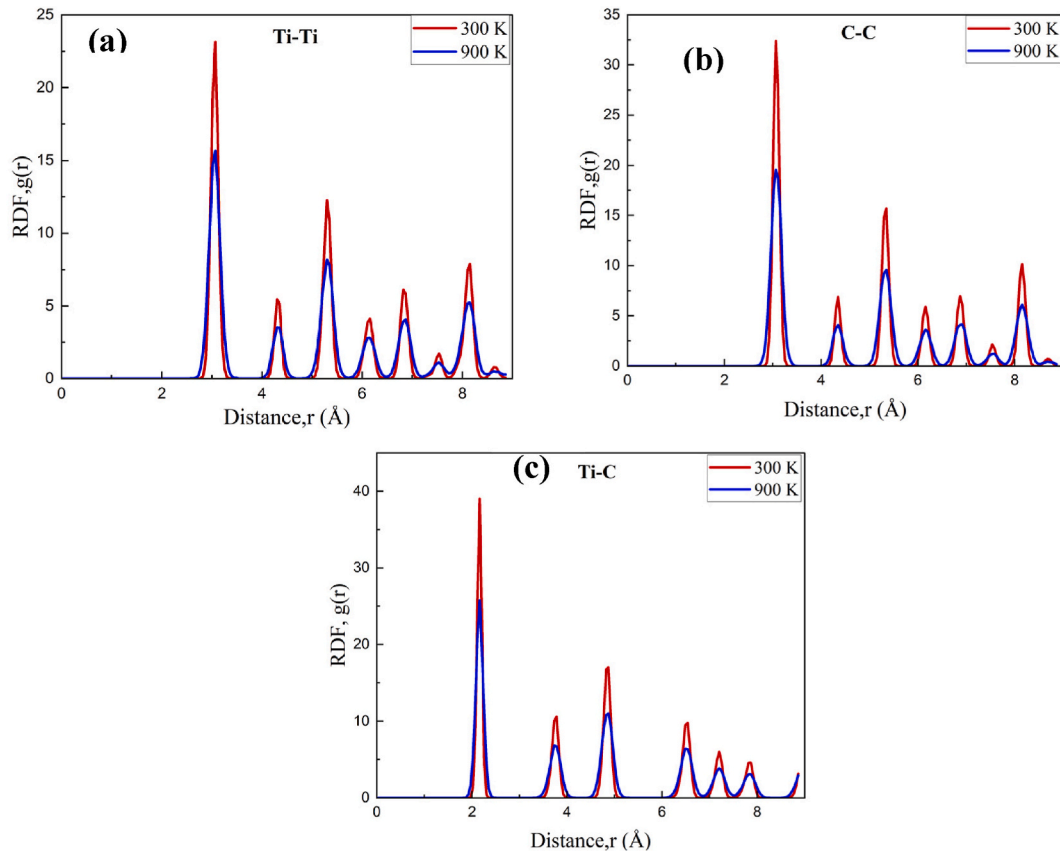 (a)
Ti-Ti
300 K
900 K
25
20
15
10
5
0
RDF,g(r)
0 2 4 6 8
Distance,r (Å)
(b)
C-C
300 K
900 K
35
30
25
20
15
10
5
0
RDF,g(r)
0 2 4 6 8
Distance,r (Å)
(c)
Ti-C
300 K
900 K
40
30
20
10
0
RDF, g(r)
0 2 4 6 8
Distance,r (Å)